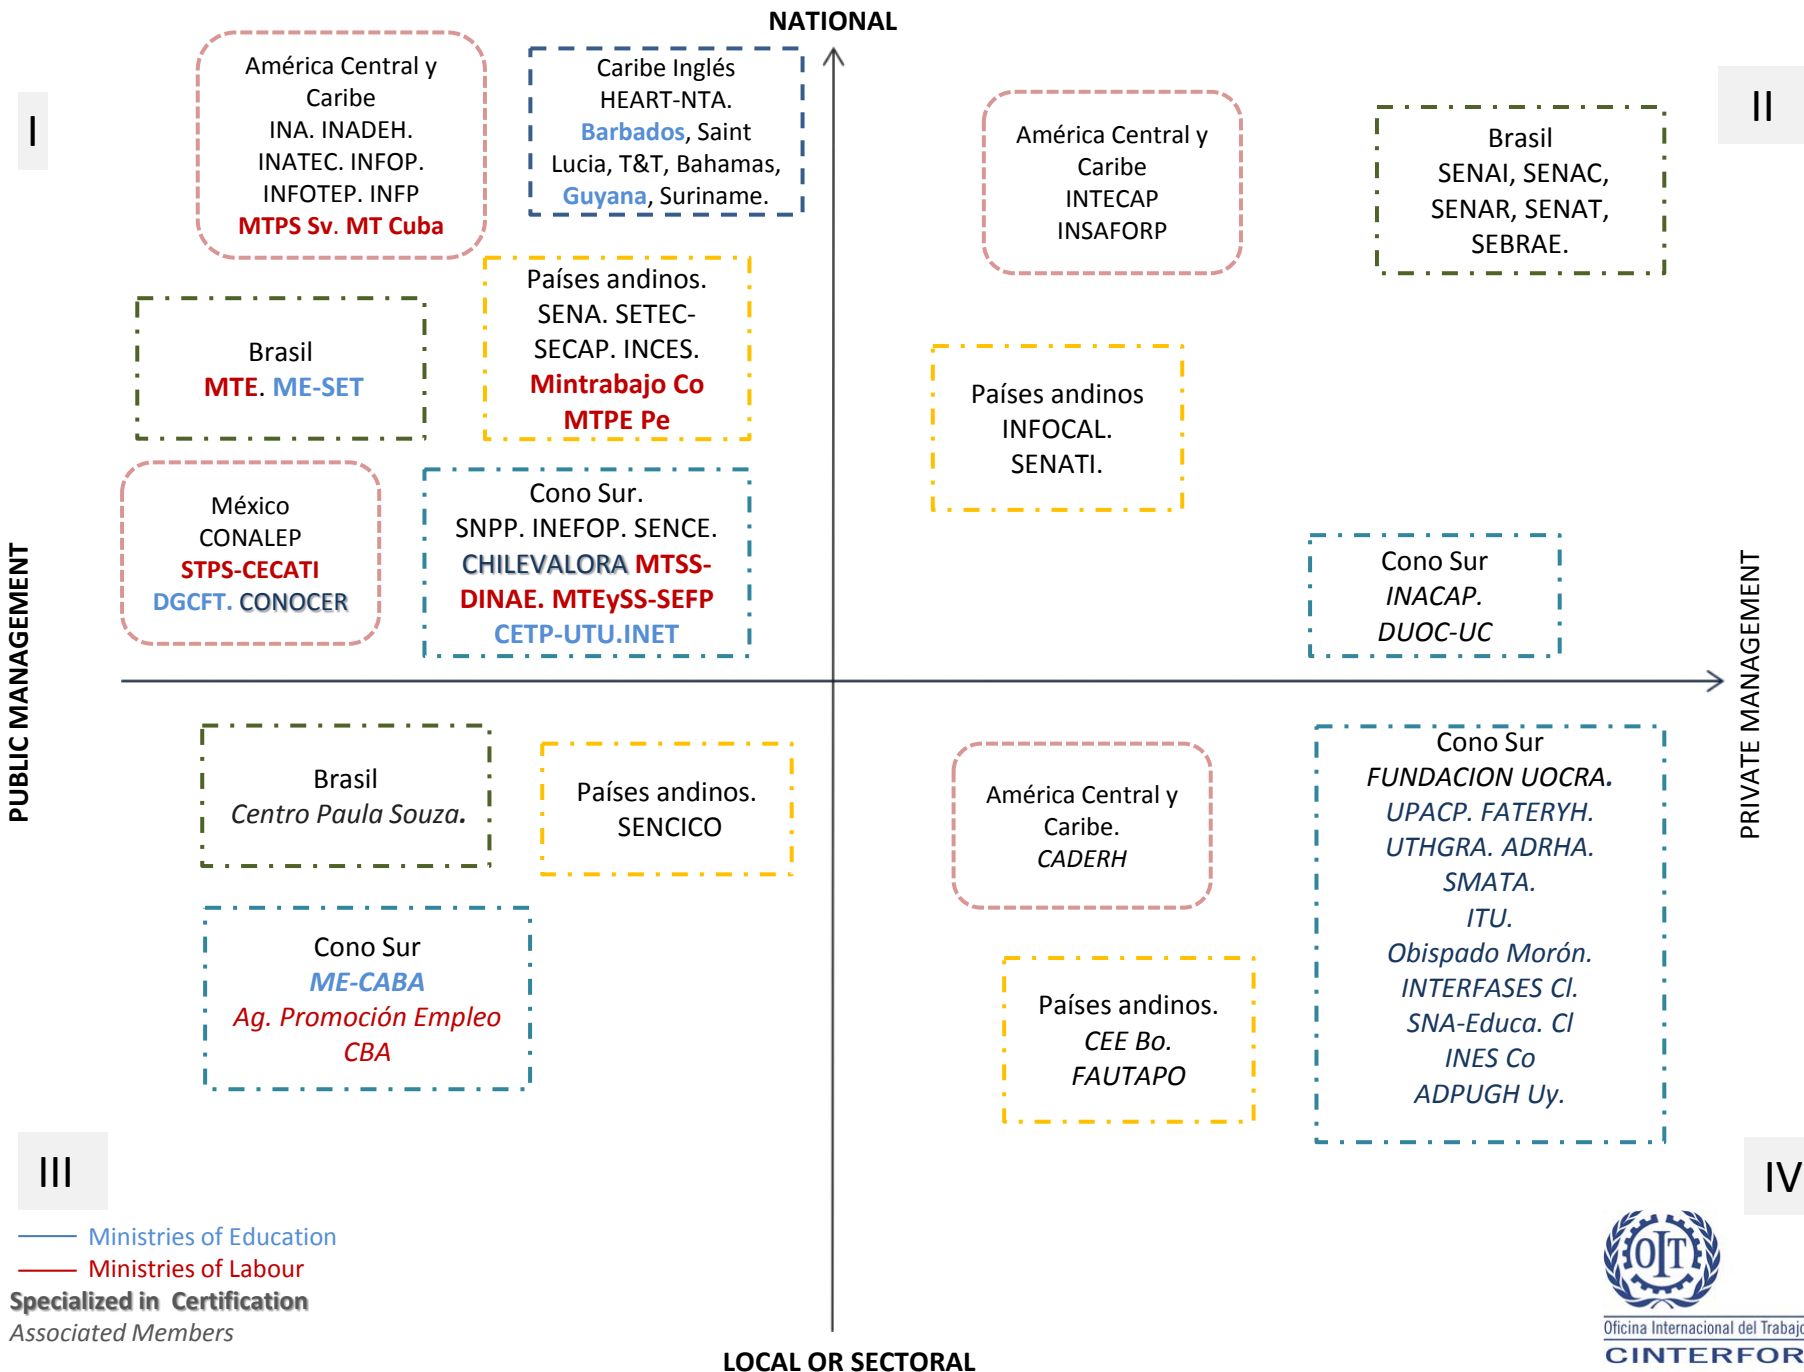 NATIONAL
I
América Central y
Caribe
INA. INADEH.
INATEC. INFOP.
INFOTEP. INFP
MTPS Sv. MT Cuba
Caribe Inglés
HEART-NTA.
Barbados, Saint
Lucia, T&T, Bahamas,
Guyana, Suriname.
América Central y
Caribe
INTECAP
INSAFORP
Brasil
SENAI, SENAC,
SENAR, SENAT,
SEBRAE.
II
Brasil
MTE. ME-SET
Países andinos.
SENA. SETEC-
SECAP. INCES.
Mintrabajo Co
MTPE Pe
Países andinos
INFOCAL.
SENATI.
México
CONALEP
STPS-CECATI
DGCFT. CONOCER
Cono Sur.
SNPP. INEFOP. SENCE.
CHILEVALORA MTSS-
DINAE. MTEySS-SEFP
CETP-UTU.INET
Cono Sur
INACAP.
DUOC-UC
PUBLIC MANAGEMENT
PRIVATE MANAGEMENT
Brasil
Centro Paula Souza.
Países andinos.
SENCICO
América Central y
Caribe.
CADERH
Cono Sur
FUNDACION UOCRA.
UPACP. FATERYH.
UTHGRA. ADRHA.
SMATA.
ITU.
Obispado Morón.
INTERFASES Cl.
SNA-Educa. Cl
INES Co
ADPUGH Uy.
Cono Sur
ME-CABA
Ag. Promoción Empleo
CBA
Países andinos.
CEE Bo.
FAUTAPO
III
IV
Ministries of Education
Ministries of Labour
Specialized in Certification
Associated Members
OIT
Oficina Internacional del Trabajo
CINTERFOR
LOCAL OR SECTORAL